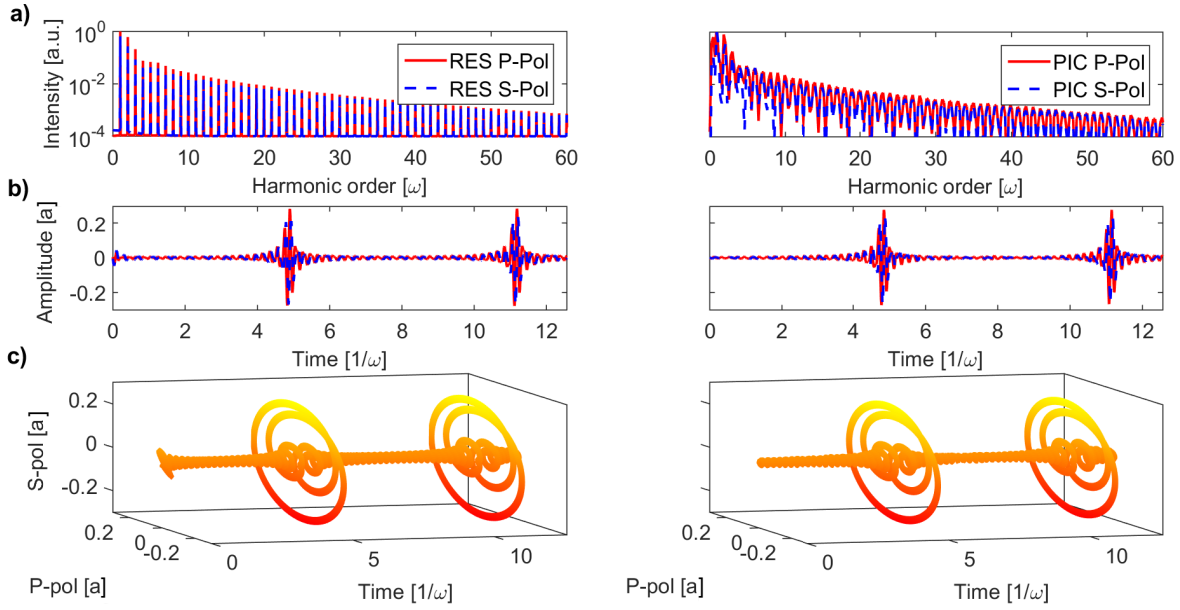 a)
Intensity [a.u.]
10^0
10^-2
10^-4
RES P-Pol
RES S-Pol
0 10 20 30 40 50 60
Harmonic order [ω]
PIC P-Pol
PIC S-Pol
0 10 20 30 40 50 60
Harmonic order [ω]
b)
Amplitude [a]
0.2
0
-0.2
0 2 4 6 8 10 12
Time [1/ω]
0 2 4 6 8 10 12
Time [1/ω]
c)
S-pol [a]
0.2
0
-0.2
0.2
0
-0.2
P-pol [a]
0 5 10
Time [1/ω]
0.2
0
-0.2
P-pol [a]
0 5 10
Time [1/ω]